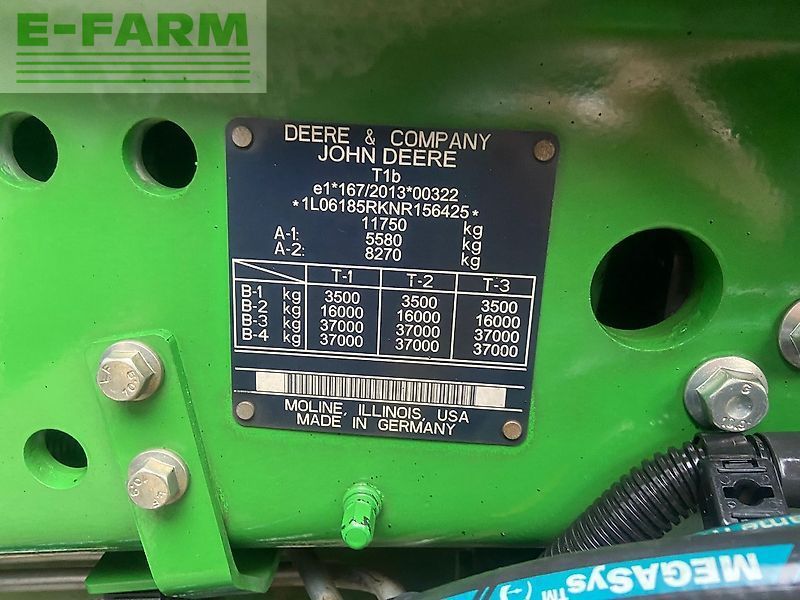 E-FARM
DEERE & COMPANY
JOHN DEERE
T1b
e1*167/2013*00322
*1L06185RKNR156425*
11750 kg
A-1: 5580 kg
A-2: 8270 kg
T-1 T-2 T-3
B-1 kg 3500 3500 3500
B-2 kg 16000 16000 16000
B-3 kg 37000 37000 37000
B-4 kg 37000 37000 37000
MOLINE, ILLINOIS, USA
MADE IN GERMANY
MEGASys™